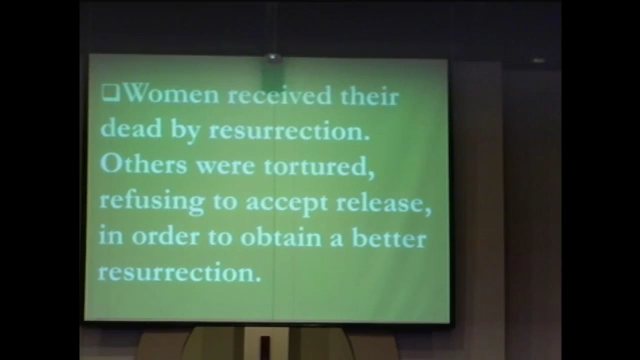 ❑Women received their
dead by resurrection.
Others were tortured,
refusing to accept release,
in order to obtain a better
resurrection.